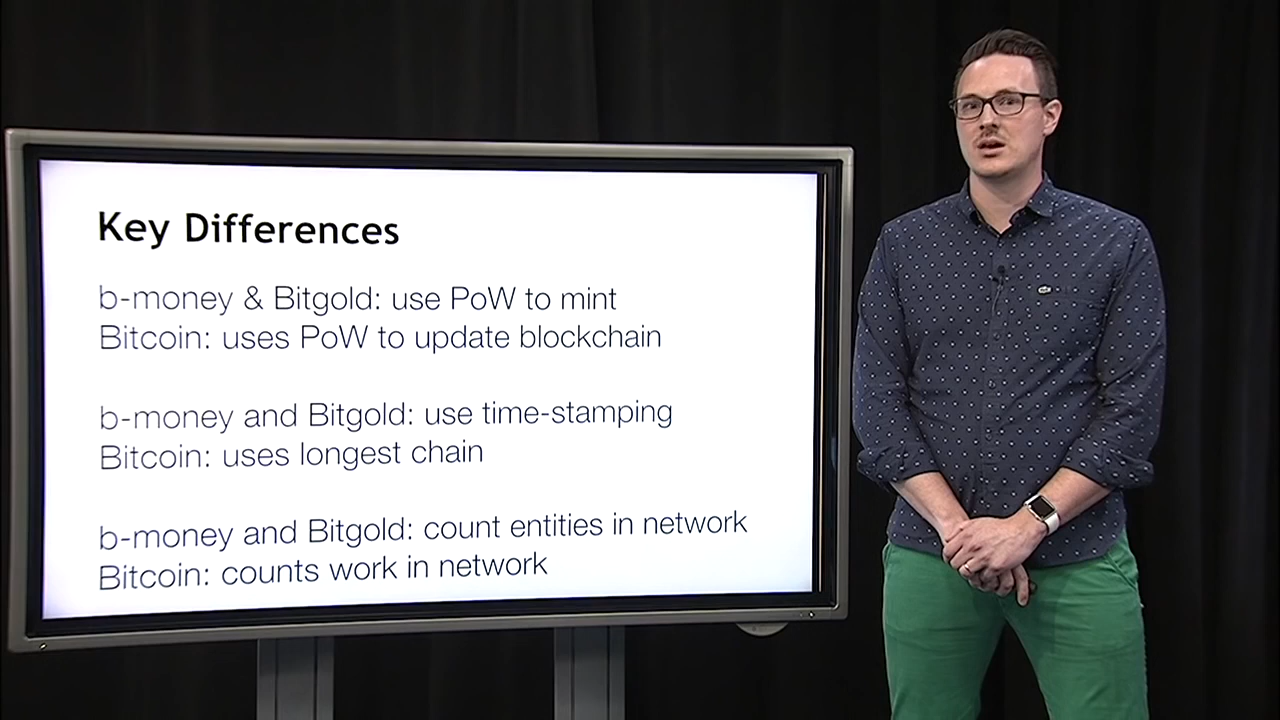 Key Differences
b-money & Bitgold: use PoW to mint
Bitcoin: uses PoW to update blockchain
b-money and Bitgold: use time-stamping
Bitcoin: uses longest chain
b-money and Bitgold: count entities in network
Bitcoin: counts work in network